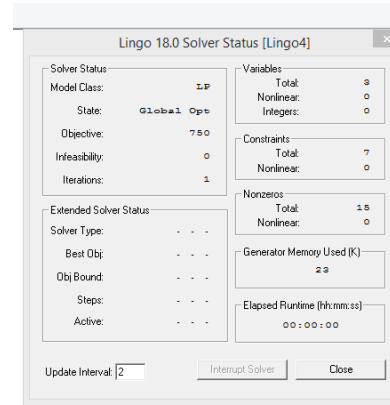 Lingo 18.0 Solver Status [Lingo4]
Solver Status
Model Class: LP
State: Global Opt
Objective: 750
Infeasibility: 0
Iterations: 1
Extended Solver Status
Solver Type: - - -
Best Obj: - - -
Obj Bound: - - -
Steps: - - -
Active: - - -
Variables
Total: 3
Nonlinear: 0
Integers: 0
Constraints
Total: 7
Nonlinear: 0
Nonzeros
Total: 15
Nonlinear: 0
Generator Memory Used (K)
23
Elapsed Runtime (hh:mm:ss)
00:00:00
Update Interval: 2 Interrupt Solver Close